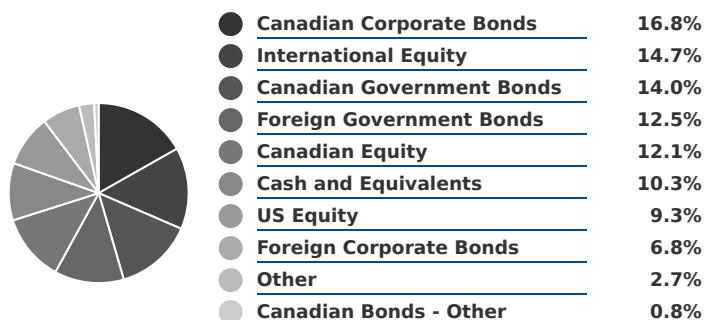 Canadian Corporate Bonds 16.8%
International Equity 14.7%
Canadian Government Bonds 14.0%
Foreign Government Bonds 12.5%
Canadian Equity 12.1%
Cash and Equivalents 10.3%
US Equity 9.3%
Foreign Corporate Bonds 6.8%
Other 2.7%
Canadian Bonds - Other 0.8%